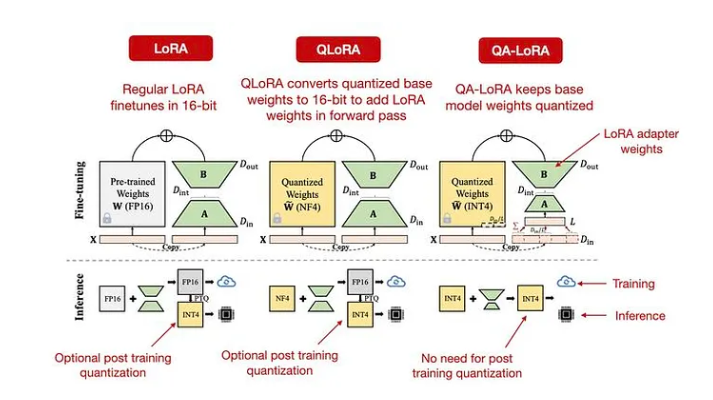 LoRA
QLoRA
QA-LoRA
Regular LoRA
finetunes in 16-bit
QLoRA converts quantized base
weights to 16-bit to add LoRA
weights in forward pass
QA-LoRA keeps base
model weights quantized
LoRA adapter
weights
Fine-tuning
Pre-trained
Weights
W (FP16)
B
A
D_out
D_int
D_in
X
Copy
Quantized
Weights
W̃ (NF4)
B
A
D_out
D_int
D_in
X
Copy
Quantized
Weights
W̃ (INT4)
B
A
D_out
D_int
L
D_in
X
Copy
Inference
FP16
+
FP16
PTQ
INT4
NF4
+
FP16
PTQ
INT4
INT4
+
INT4
Training
Inference
Optional post training
quantization
Optional post training
quantization
No need for post
training quantization